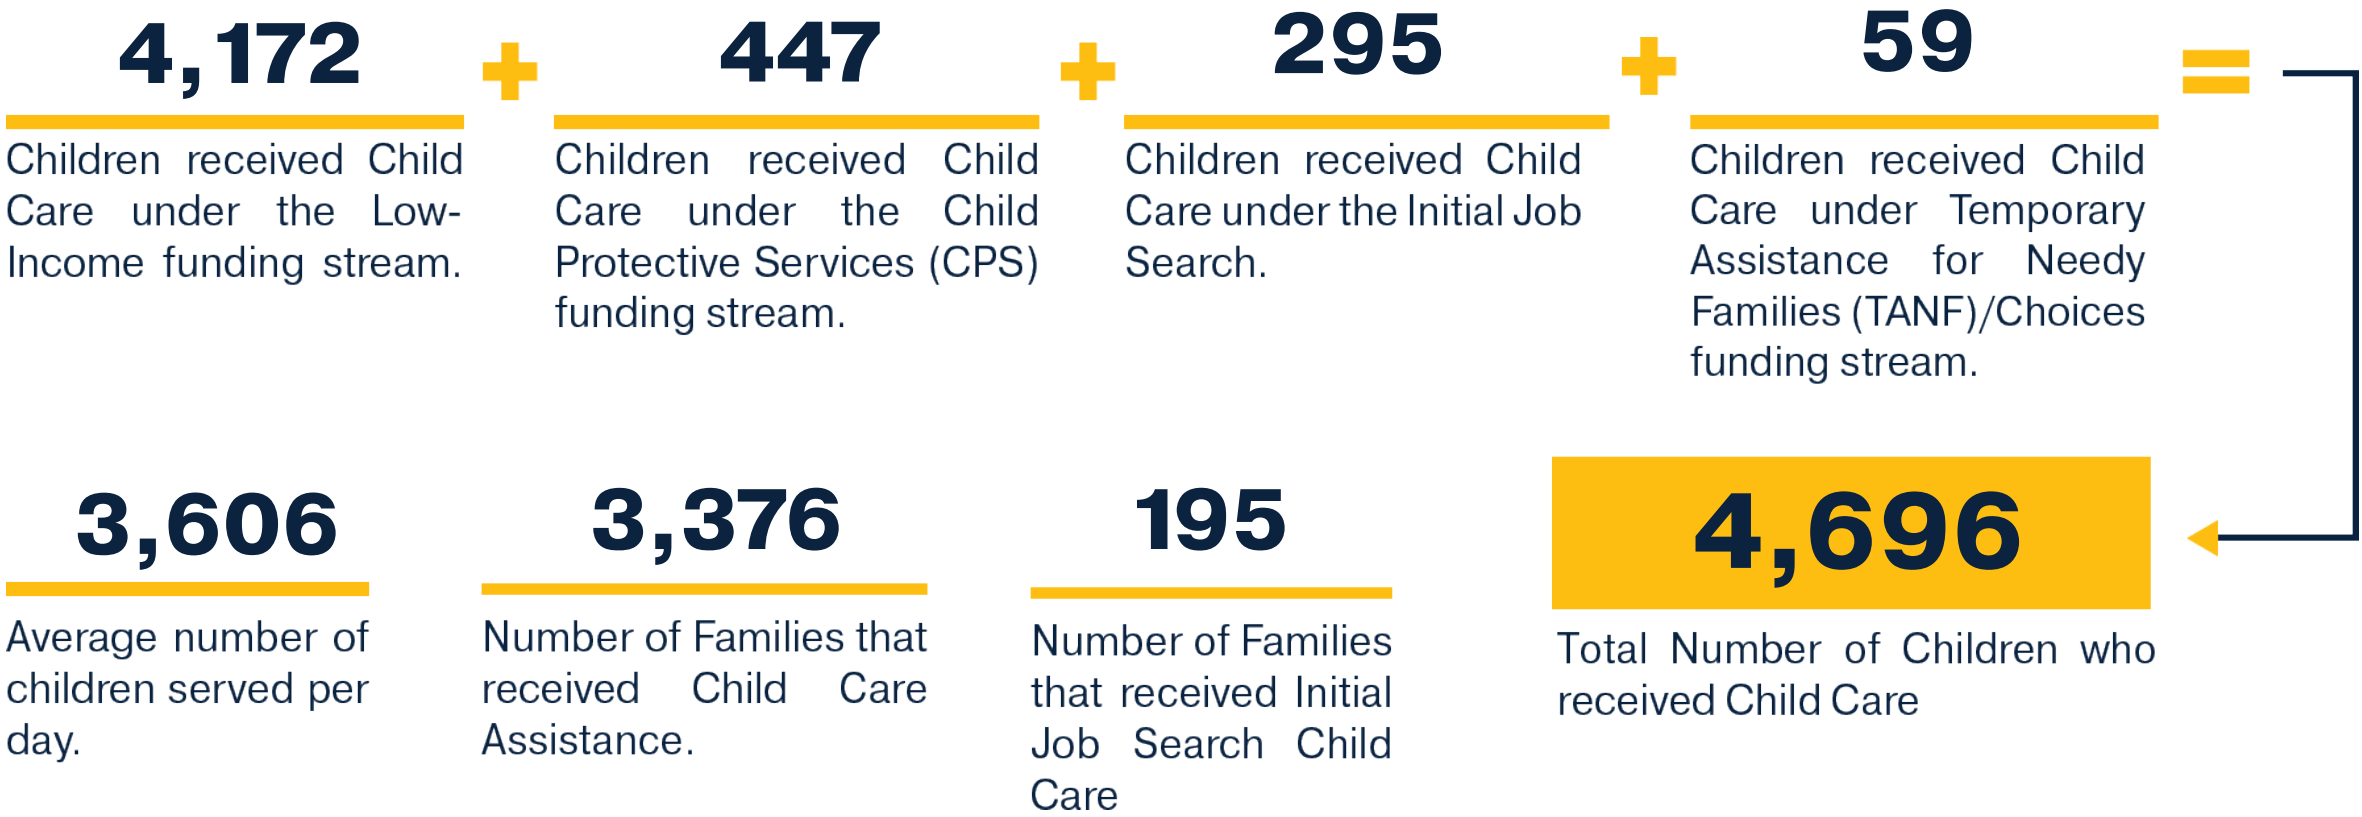 4,172
Children received Child
Care under the Low-
Income funding stream.
+
447
Children received Child
Care under the Child
Protective Services (CPS)
funding stream.
+
295
Children received Child
Care under the Initial Job
Search.
+
59
Children received Child
Care under Temporary
Assistance for Needy
Families (TANF)/Choices
funding stream.
=
3,606
Average number of
children served per
day.
3,376
Number of Families that
received Child Care
Assistance.
195
Number of Families
that received Initial
Job Search Child
Care
4,696
Total Number of Children who
received Child Care